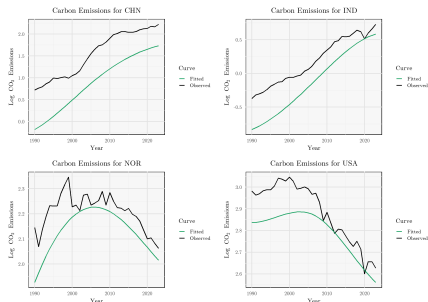 Carbon Emissions for CHN
Log CO₂ Emissions
2.0
1.5
1.0
0.5
0.0
1990
2000
2010
2020
Year
Curve
Fitted
Observed
Carbon Emissions for IND
Log CO₂ Emissions
0.5
0.0
-0.5
1990
2000
2010
2020
Year
Curve
Fitted
Observed
Carbon Emissions for NOR
Log CO₂ Emissions
2.4
2.3
2.2
2.1
2.0
1990
2000
2010
2020
Year
Curve
Fitted
Observed
Carbon Emissions for USA
Log CO₂ Emissions
3.0
2.9
2.8
2.7
2.6
1990
2000
2010
2020
Year
Curve
Fitted
Observed